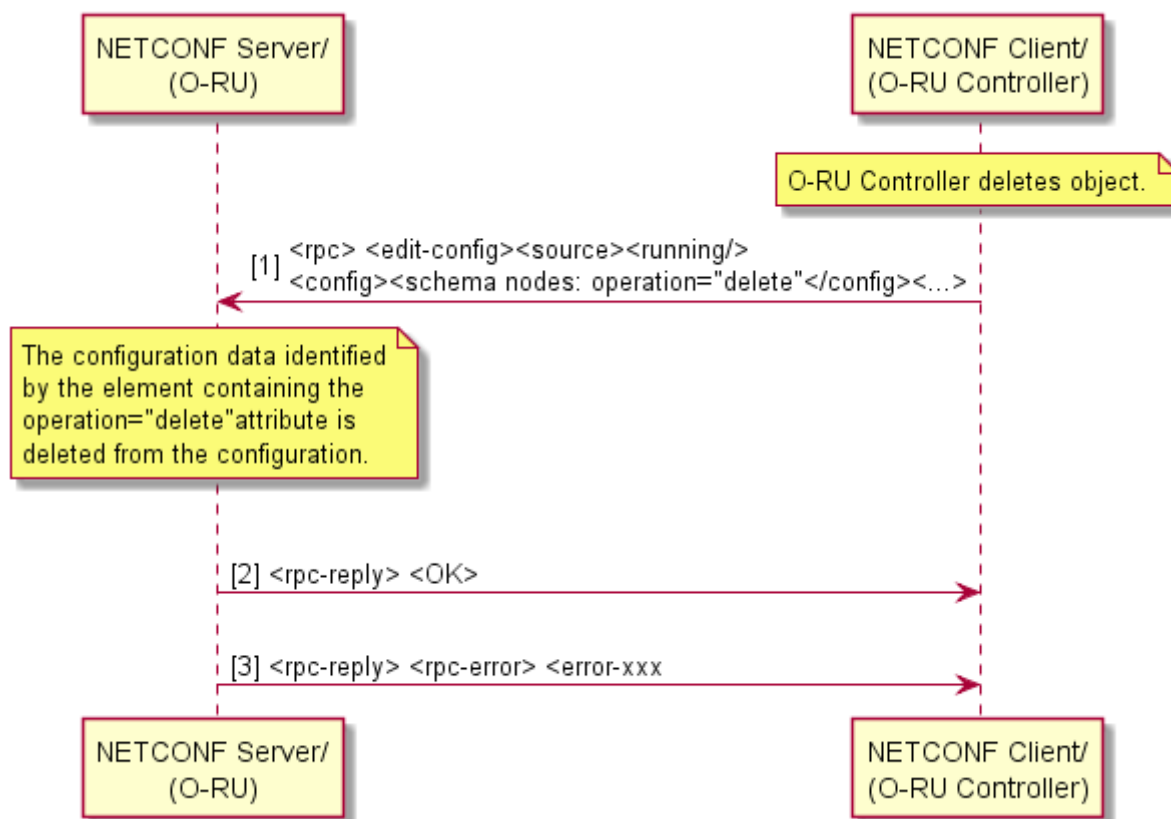 NETCONF Server/
(O-RU)
NETCONF Client/
(O-RU Controller)
O-RU Controller deletes object.
[1] <rpc> <edit-config><source><running/>
<config><schema nodes: operation="delete"</config><...>
The configuration data identified
by the element containing the
operation="delete"attribute is
deleted from the configuration.
[2] <rpc-reply> <OK>
[3] <rpc-reply> <rpc-error> <error-xxx
NETCONF Server/
(O-RU)
NETCONF Client/
(O-RU Controller)